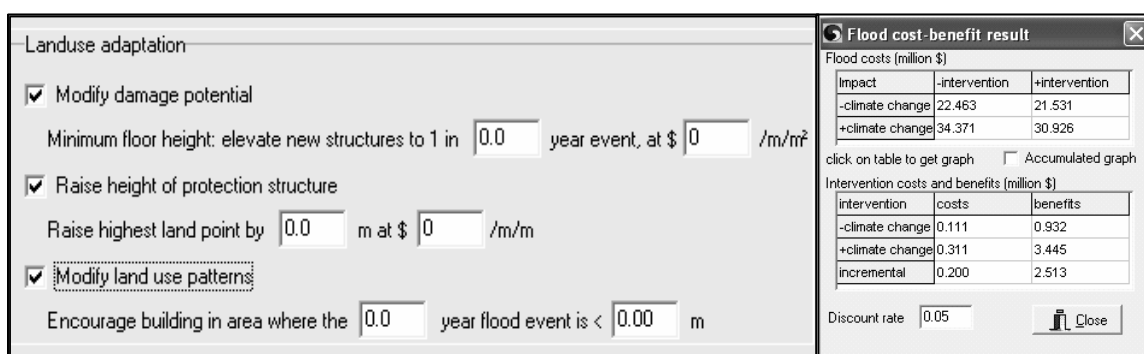 Landuse adaptation
Modify damage potential
Minimum floor height: elevate new structures to 1 in 0.0 year event, at $ 0 /m/m²
Raise height of protection structure
Raise highest land point by 0.0 m at $ 0 /m/m
Modify land use patterns
Encourage building in area where the 0.0 year flood event is < 0.00 m
Flood cost-benefit result
Flood costs (million $)
Impact -intervention +intervention
-climate change 22.463 21.531
+climate change 34.371 30.926
click on table to get graph Accumulated graph
Intervention costs and benefits (million $)
intervention costs benefits
-climate change 0.111 0.932
+climate change 0.311 3.445
incremental 0.200 2.513
Discount rate 0.05 Close